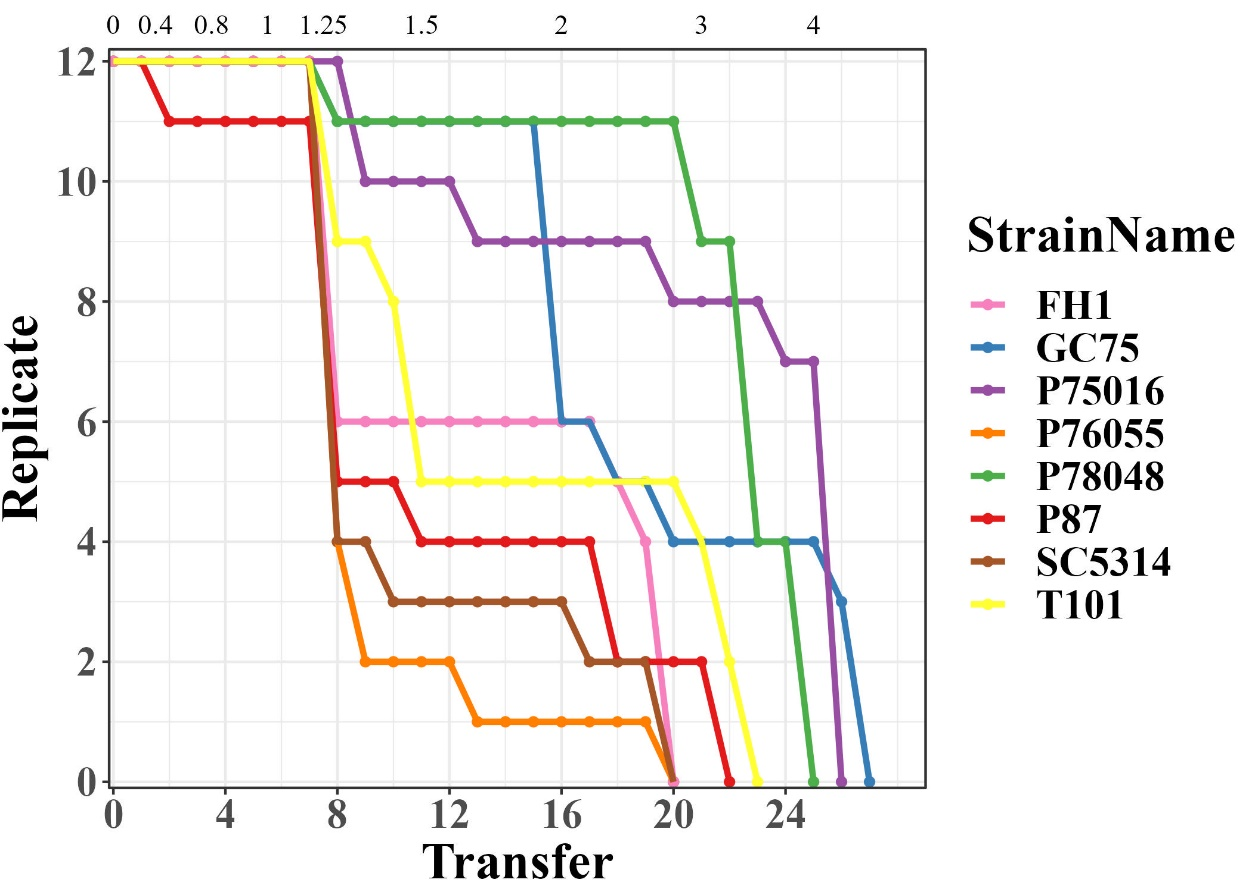 0 0.4 0.8 1 1.25 1.5 2 3 4
12
10
8
6
4
2
0
Replicate
0 4 8 12 16 20 24
Transfer
StrainName
FH1
GC75
P75016
P76055
P78048
P87
SC5314
T101